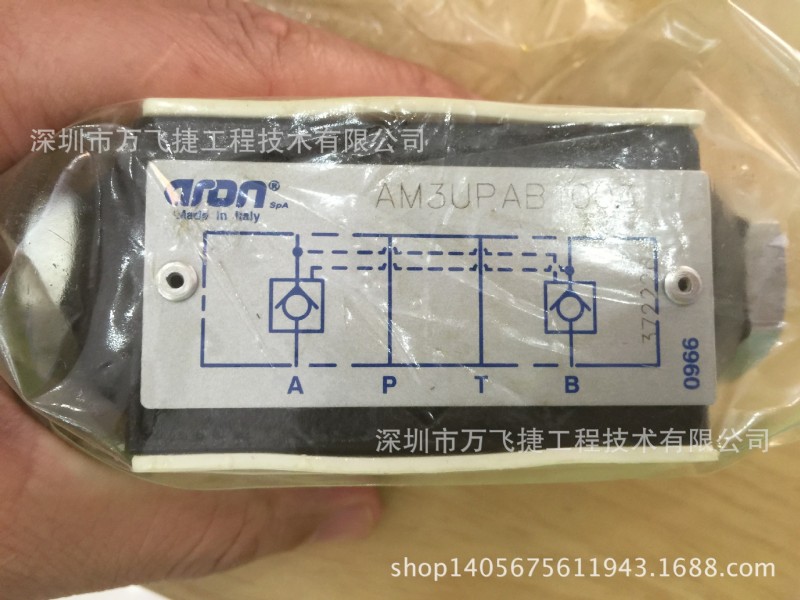 深圳市万飞捷工程技术有限公司
aron® SpA AM3UPAB 1003
Made in Italy
A P T B
0966
深圳市万飞捷工程技术有限公司
shop1405675611943.1688.com